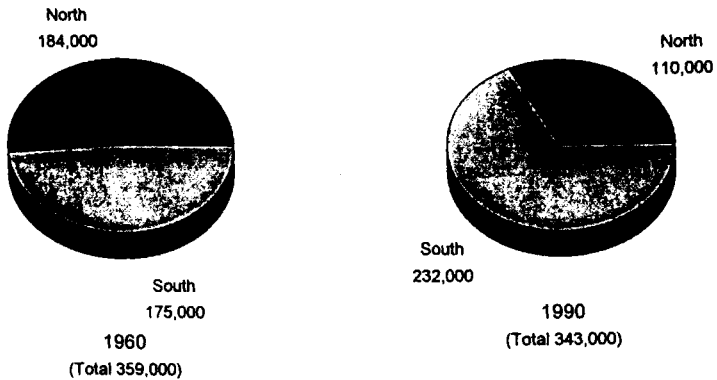 North
184,000
South
175,000
1960
(Total 359,000)
North
110,000
South
232,000
1990
(Total 343,000)